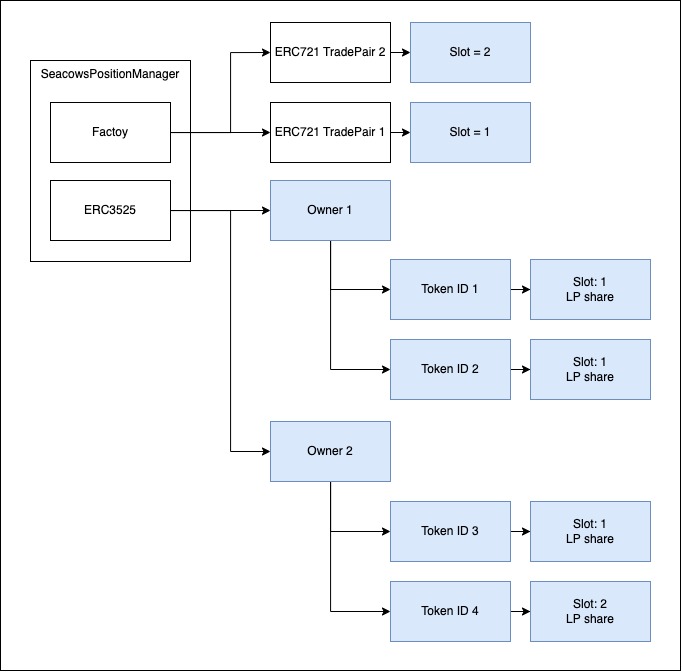 ERC721 TradePair 2
Slot = 2
SeacowsPositionManager
Factoy
ERC721 TradePair 1
Slot = 1
ERC3525
Owner 1
Token ID 1
Slot: 1
LP share
Token ID 2
Slot: 1
LP share
Owner 2
Token ID 3
Slot: 1
LP share
Token ID 4
Slot: 2
LP share